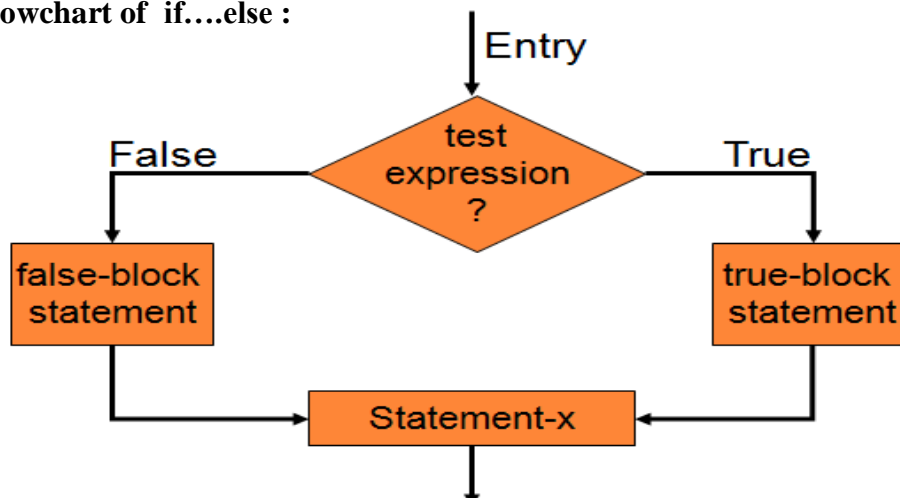 owchart of if….else :
Entry
test
expression
?
False
True
false-block
statement
true-block
statement
Statement-x